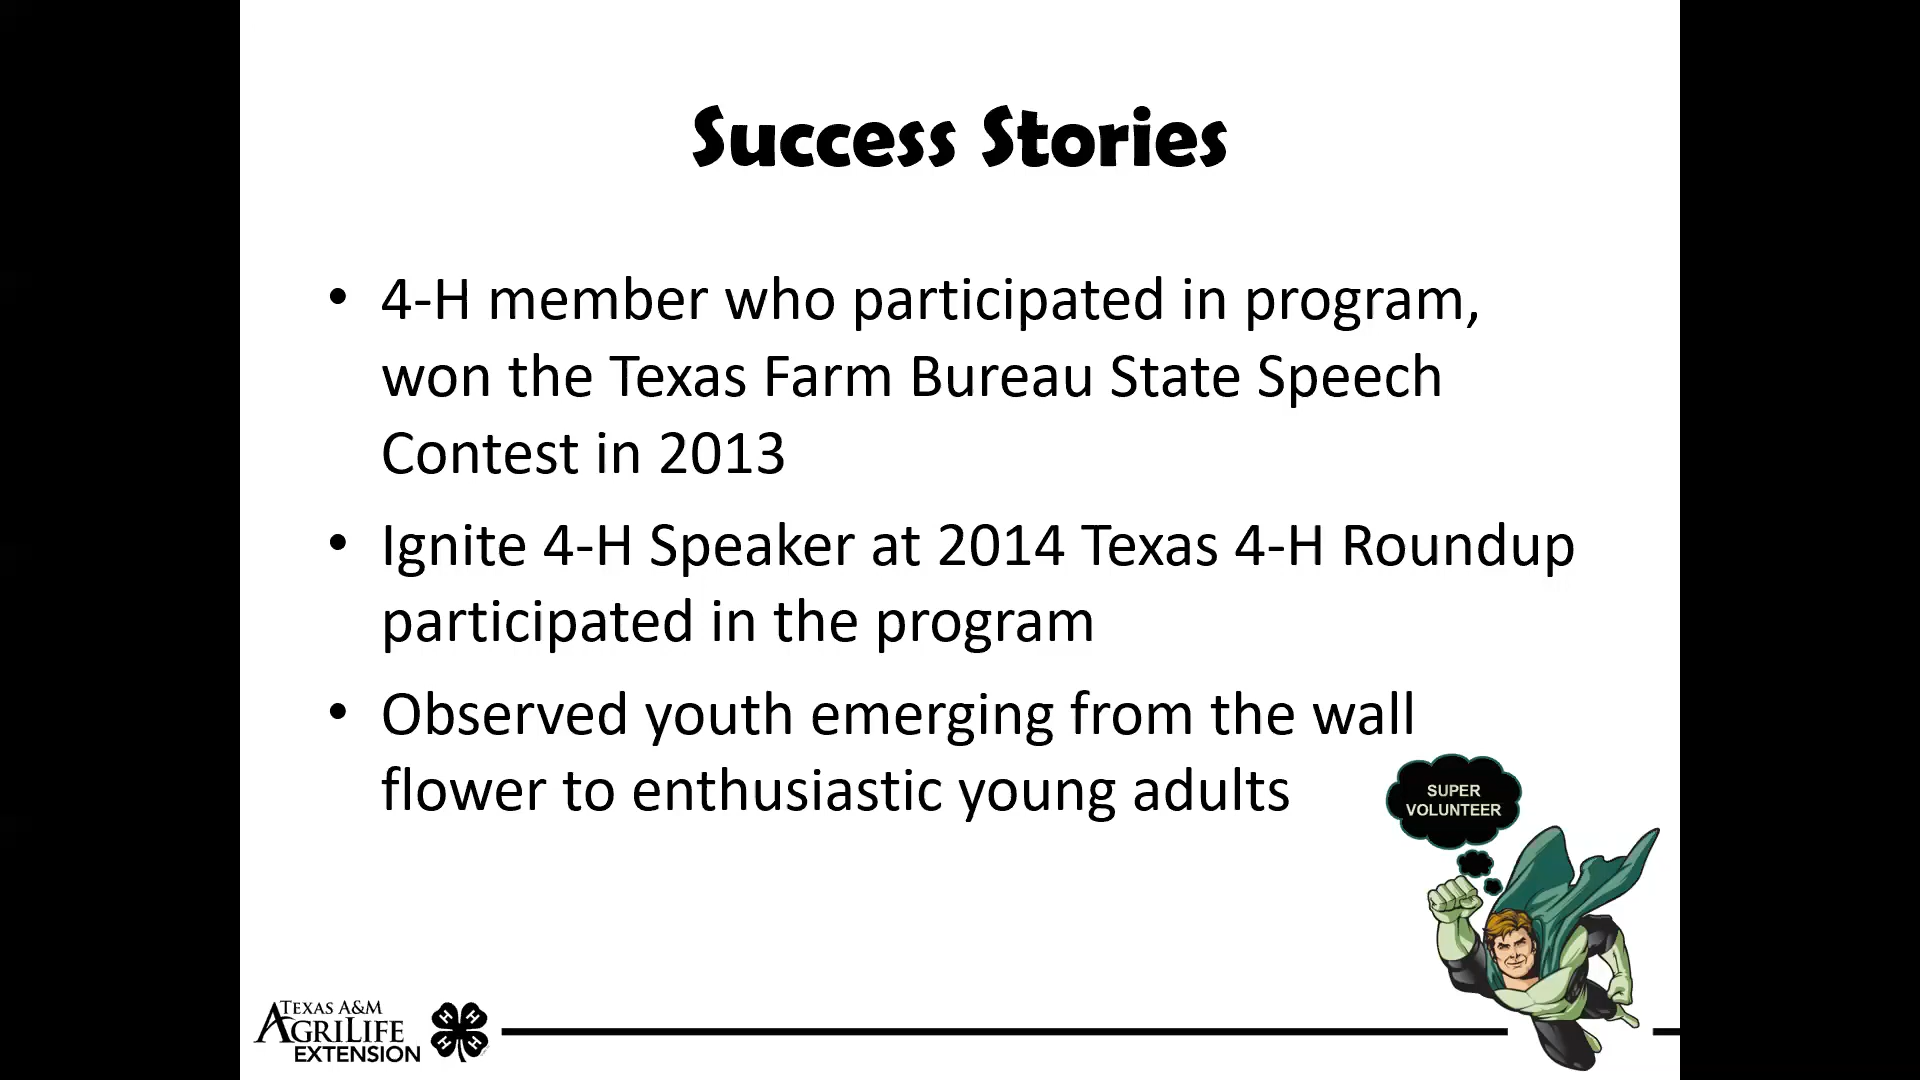 Success Stories
• 4-H member who participated in program,
won the Texas Farm Bureau State Speech
Contest in 2013
• Ignite 4-H Speaker at 2014 Texas 4-H Roundup
participated in the program
• Observed youth emerging from the wall
flower to enthusiastic young adults
SUPER
VOLUNTEER
TEXAS A&M
AGRILIFE
EXTENSION
H H
H H